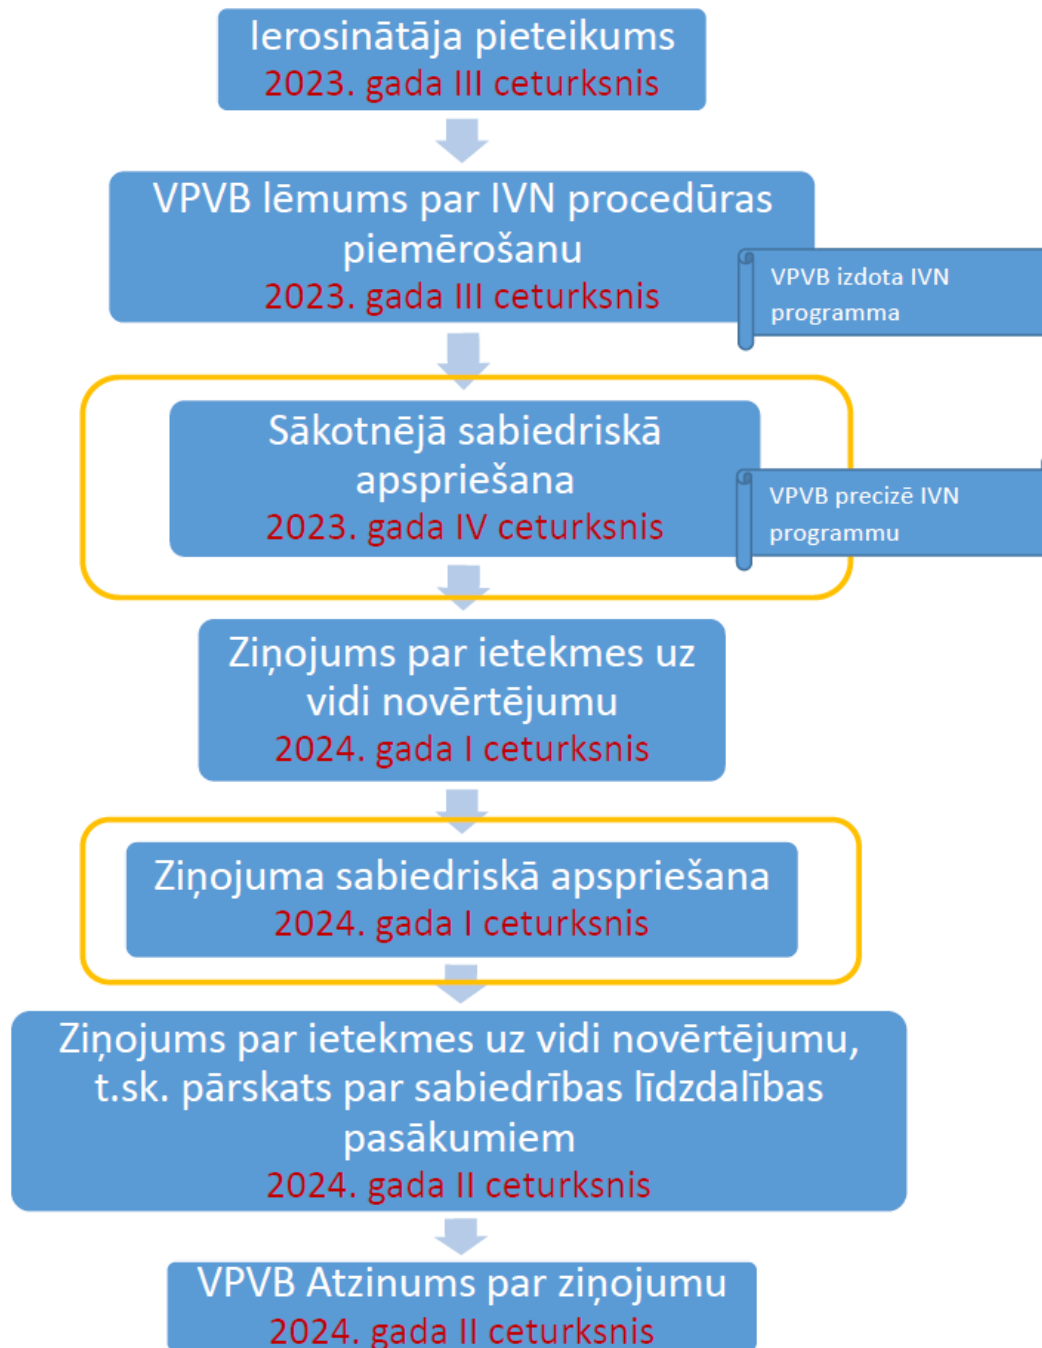 Ierosinātāja pieteikums
2023. gada III ceturksnis
VPVB lēmums par IVN procedūras
piemērošanu
2023. gada III ceturksnis
VPVB izdota IVN
programma
Sākotnējā sabiedriskā
apspriešana
2023. gada IV ceturksnis
VPVB precizē IVN
programmu
Ziņojums par ietekmes uz
vidi novērtējumu
2024. gada I ceturksnis
Ziņojuma sabiedriskā apspriešana
2024. gada I ceturksnis
Ziņojums par ietekmes uz vidi novērtējumu,
t.sk. pārskats par sabiedrības līdzdalības
pasākumiem
2024. gada II ceturksnis
VPVB Atzinums par ziņojumu
2024. gada II ceturksnis